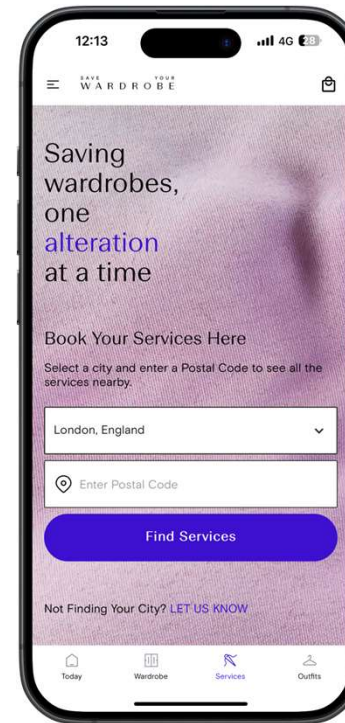 12:13
4G 28
SAVE YOUR
WARDROBE
Saving
wardrobes,
one
alteration
at a time
Book Your Services Here
Select a city and enter a Postal Code to see all the
services nearby.
London, England
Enter Postal Code
Find Services
Not Finding Your City? LET US KNOW
Today Wardrobe Services Outfits